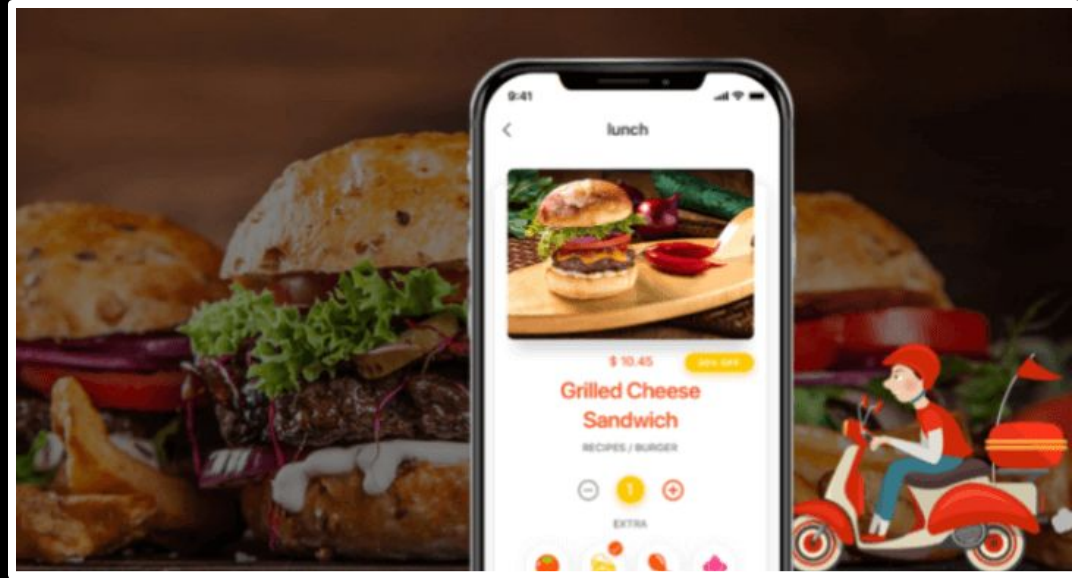 9:41
lunch
$ 10.45
Grilled Cheese
Sandwich
RECIPES / BURGER
1
EXTRA